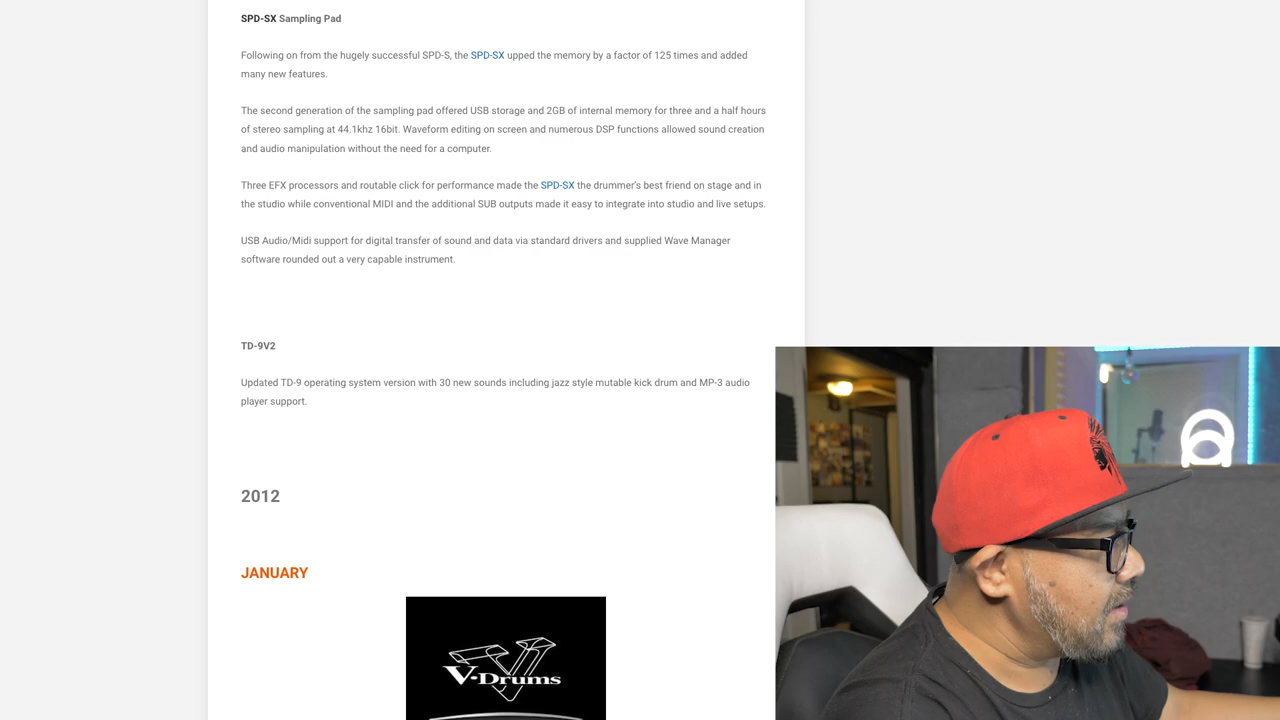 SPD-SX Sampling Pad
Following on from the hugely successful SPD-S, the SPD-SX upped the memory by a factor of 125 times and added
many new features.
The second generation of the sampling pad offered USB storage and 2GB of internal memory for three and a half hours
of stereo sampling at 44.1khz 16bit. Waveform editing on screen and numerous DSP functions allowed sound creation
and audio manipulation without the need for a computer.
Three EFX processors and routable click for performance made the SPD-SX the drummer's best friend on stage and in
the studio while conventional MIDI and the additional SUB outputs made it easy to integrate into studio and live setups.
USB Audio/Midi support for digital transfer of sound and data via standard drivers and supplied Wave Manager
software rounded out a very capable instrument.
TD-9V2
Updated TD-9 operating system version with 30 new sounds including jazz style mutable kick drum and MP-3 audio
player support.
2012
JANUARY
V-Drums